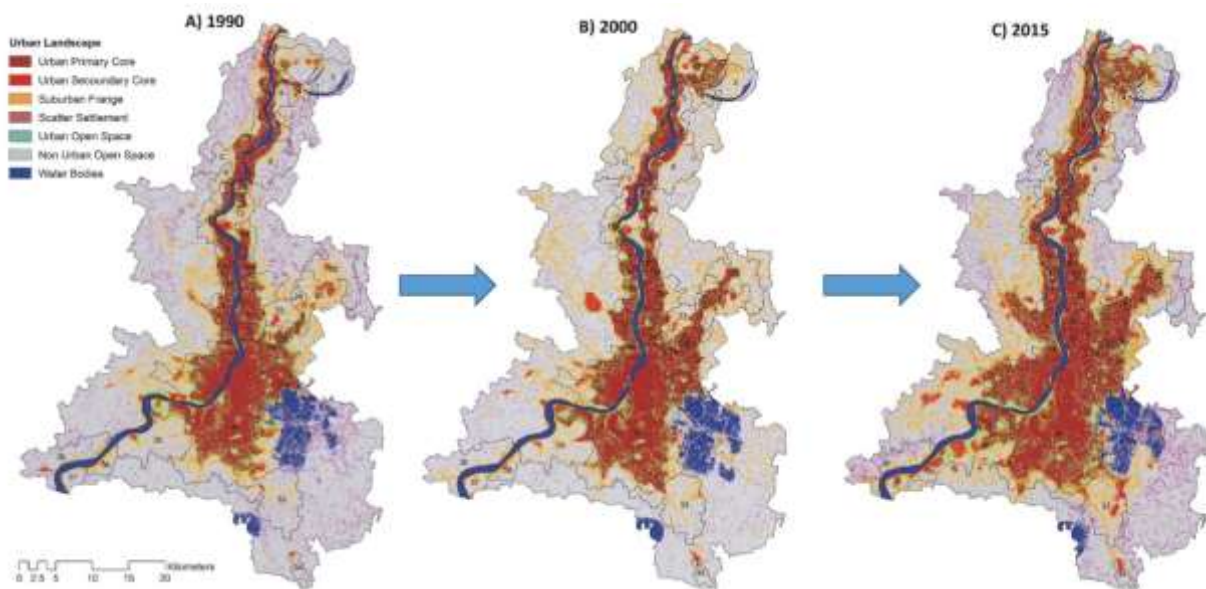 A) 1990
B) 2000
C) 2015
Urban Landscape
Urban Primary Core
Urban Secoundary Core
Suburban Frange
Scatter Settlement
Urban Open Space
Non Urban Open Space
Water Bodies
Kilometers
0 2.5 5 10 15 20